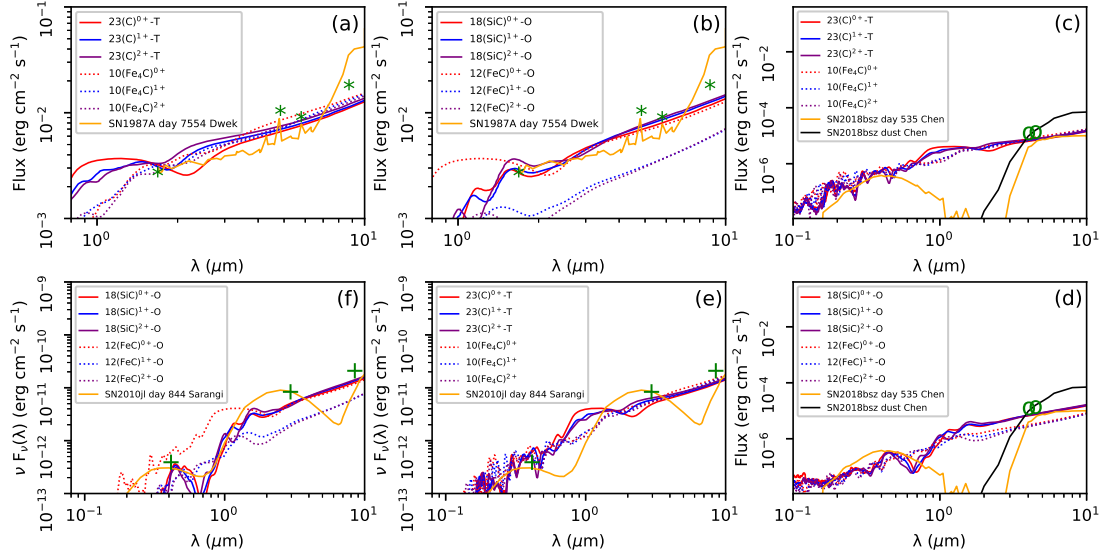 (a)
23(C)⁰⁺-T
23(C)¹⁺-T
23(C)²⁺-T
10(Fe₄C)⁰⁺
10(Fe₄C)¹⁺
10(Fe₄C)²⁺
SN1987A day 7554 Dwek
Flux (erg cm⁻² s⁻¹)
10⁻¹
10⁻²
10⁻³
10⁰
10¹
λ (μm)
(b)
18(SiC)⁰⁺-O
18(SiC)¹⁺-O
18(SiC)²⁺-O
12(FeC)⁰⁺-O
12(FeC)¹⁺-O
12(FeC)²⁺-O
SN1987A day 7554 Dwek
Flux (erg cm⁻² s⁻¹)
10⁻¹
10⁻²
10⁻³
10⁰
10¹
λ (μm)
(c)
23(C)⁰⁺-T
23(C)¹⁺-T
23(C)²⁺-T
10(Fe₄C)⁰⁺
10(Fe₄C)¹⁺
10(Fe₄C)²⁺
SN2018bsz day 535 Chen
SN2018bsz dust Chen
Flux (erg cm⁻² s⁻¹)
10⁻²
10⁻⁴
10⁻⁶
10⁻¹
10⁰
10¹
λ (μm)
(f)
18(SiC)⁰⁺-O
18(SiC)¹⁺-O
18(SiC)²⁺-O
12(FeC)⁰⁺-O
12(FeC)¹⁺-O
12(FeC)²⁺-O
SN2010jl day 844 Sarangi
ν Fᵥ(λ) (erg cm⁻² s⁻¹)
10⁻⁹
10⁻¹⁰
10⁻¹¹
10⁻¹²
10⁻¹³
10⁻¹
10⁰
10¹
λ (μm)
(e)
23(C)⁰⁺-T
23(C)¹⁺-T
23(C)²⁺-T
10(Fe₄C)⁰⁺
10(Fe₄C)¹⁺
10(Fe₄C)²⁺
SN2010jl day 844 Sarangi
ν Fᵥ(λ) (erg cm⁻² s⁻¹)
10⁻⁹
10⁻¹⁰
10⁻¹¹
10⁻¹²
10⁻¹³
10⁻¹
10⁰
10¹
λ (μm)
(d)
18(SiC)⁰⁺-O
18(SiC)¹⁺-O
18(SiC)²⁺-O
12(FeC)⁰⁺-O
12(FeC)¹⁺-O
12(FeC)²⁺-O
SN2018bsz day 535 Chen
SN2018bsz dust Chen
Flux (erg cm⁻² s⁻¹)
10⁻²
10⁻⁴
10⁻⁶
10⁻¹
10⁰
10¹
λ (μm)